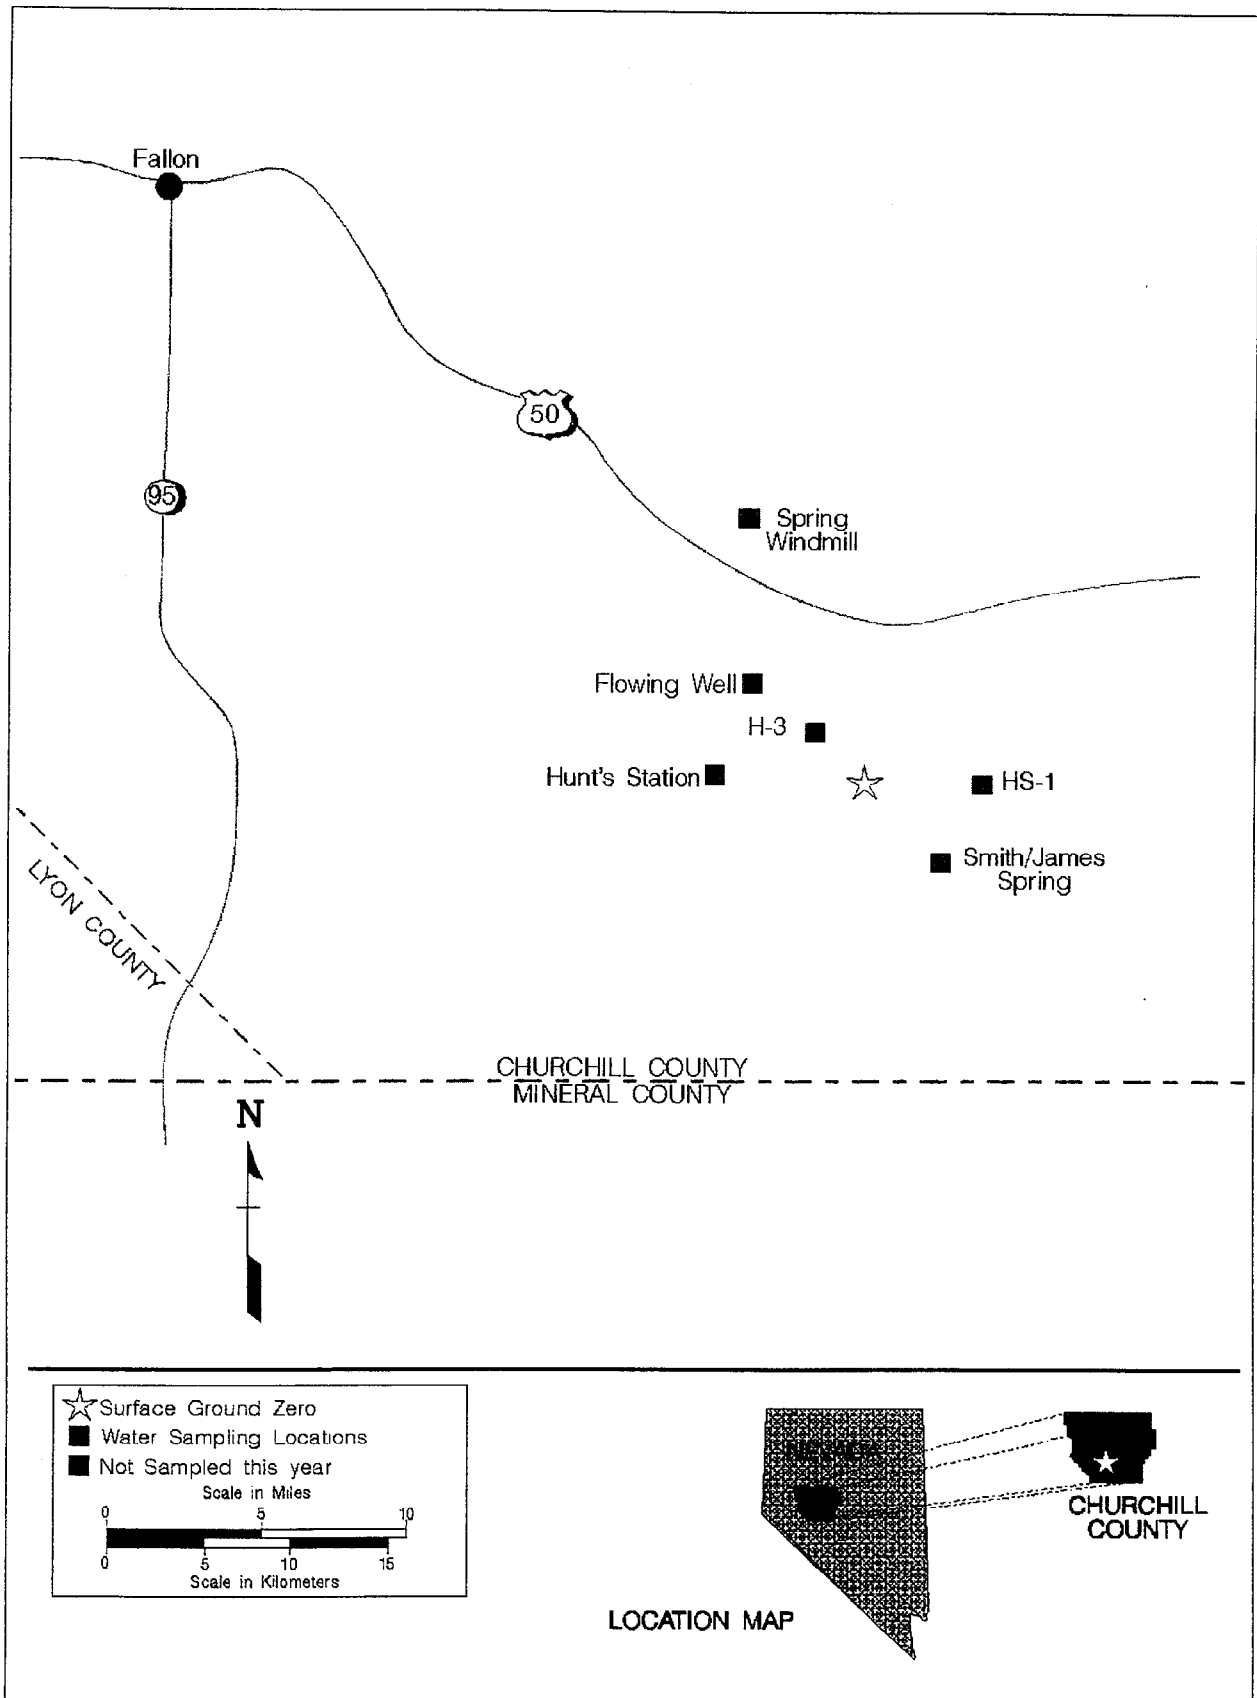 Fallon
50
95
Spring
Windmill
Flowing Well
H-3
Hunt's Station
HS-1
Smith/James
Spring
LYON COUNTY
CHURCHILL COUNTY
MINERAL COUNTY
N
Surface Ground Zero
Water Sampling Locations
Not Sampled this year
Scale in Miles
0 5 10
0 5 10 15
Scale in Kilometers
NEVADA
CHURCHILL
COUNTY
LOCATION MAP